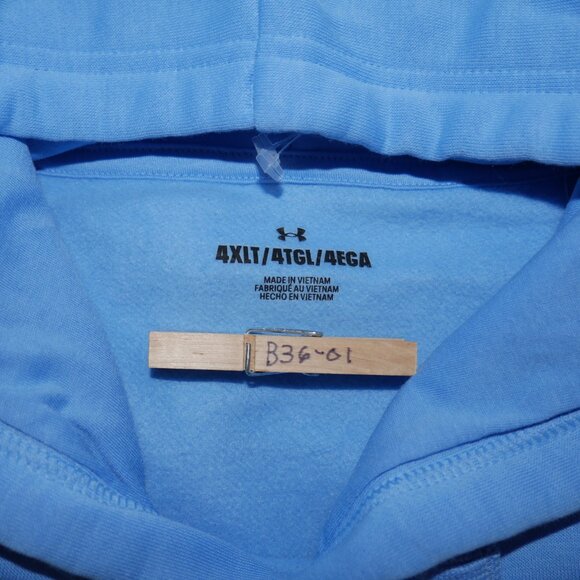 4XLT/4TGL/4EGA
MADE IN VIETNAM
FABRIQUÉ AU VIETNAM
HECHO EN VIETNAM
B36-01